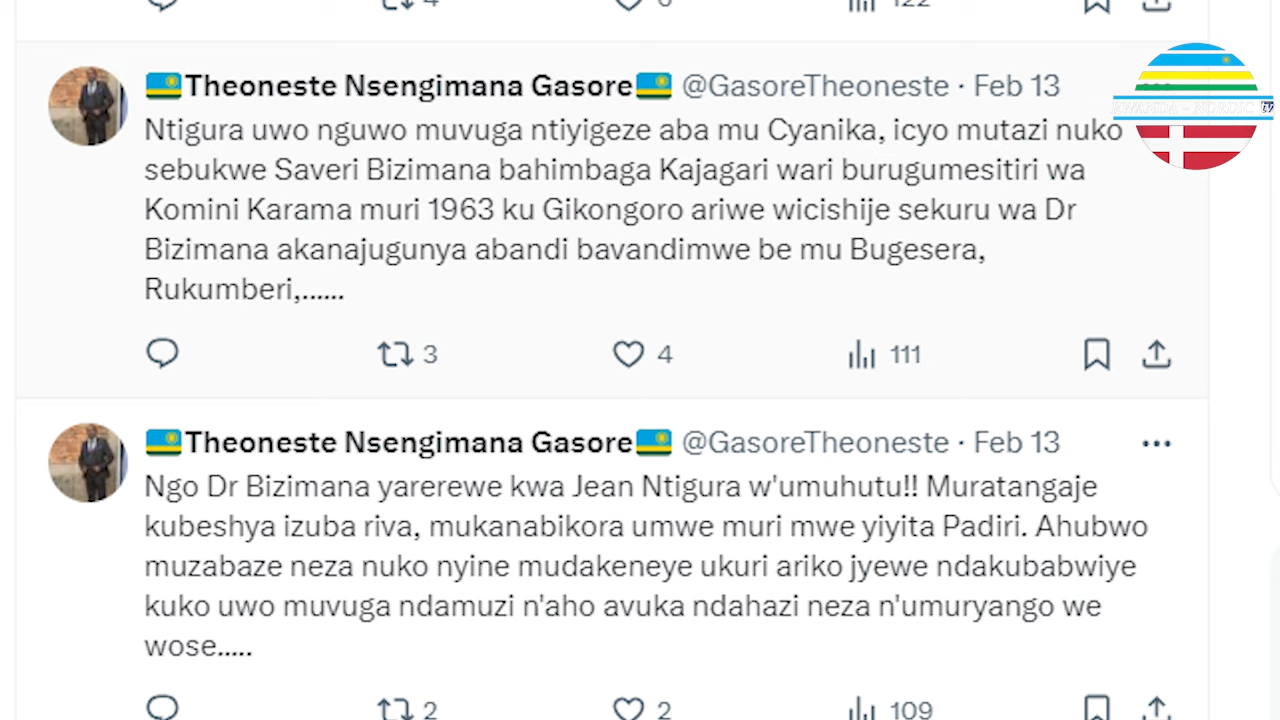 4 6 122
Theoneste Nsengimana Gasore @GasoreTheoneste · Feb 13
Ntigura uwo nguwo muvuga ntiyigeze aba mu Cyanika, icyo mutazi nuko
sebukwe Saveri Bizimana bahimbaga Kajagari wari burugumesitiri wa
Komini Karama muri 1963 ku Gikongoro ariwe wicishije sekuru wa Dr
Bizimana akanajugunya abandi bavandimwe be mu Bugesera,
Rukumberi,......
3 4 111
Theoneste Nsengimana Gasore @GasoreTheoneste · Feb 13
Ngo Dr Bizimana yarerewe kwa Jean Ntigura w'umuhutu!! Muratangaje
kubeshya izuba riva, mukanabikora umwe muri mwe yiyita Padiri. Ahubwo
muzabaze neza nuko nyine mudakeneye ukuri ariko jyewe ndakubabwiye
kuko uwo muvuga ndamuzi n'aho avuka ndahazi neza n'umuryango we
wose.....
2 2 109